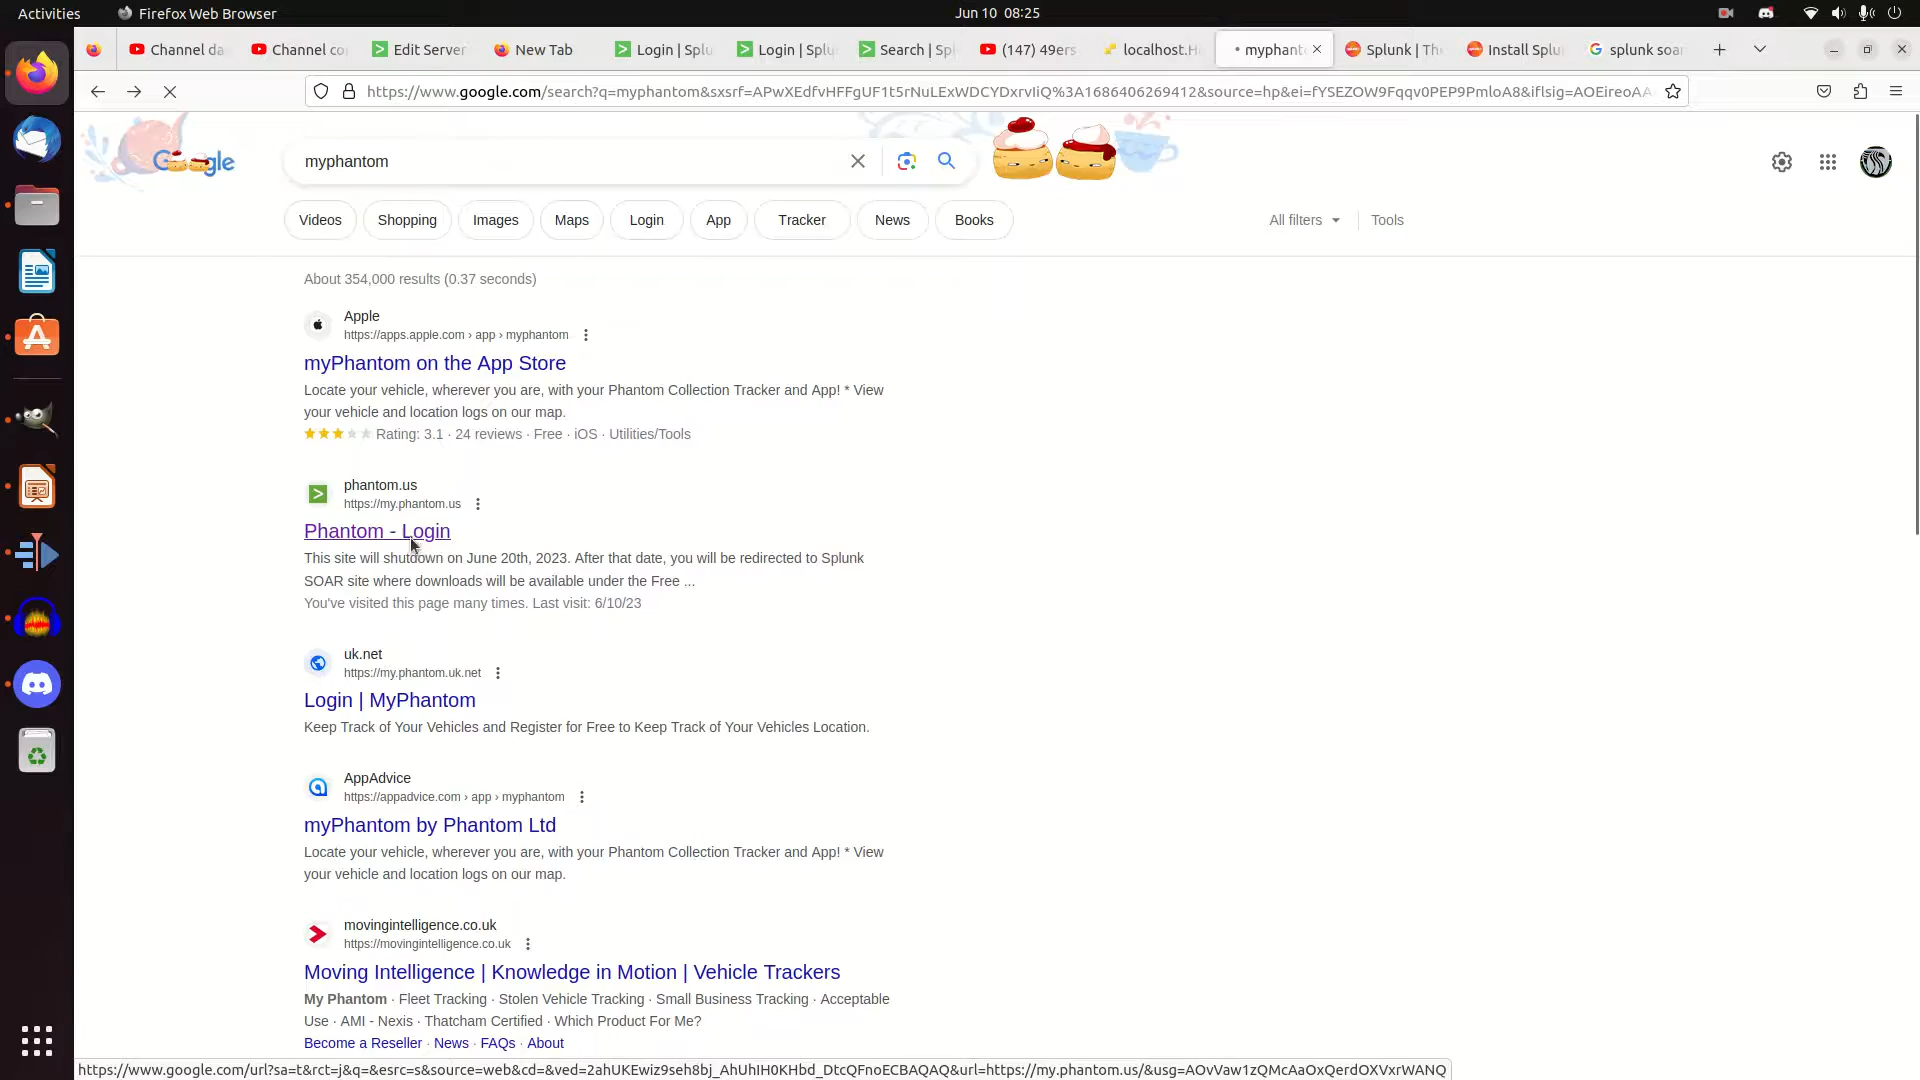 Activities
Firefox Web Browser
Jun 10 08:25
Channel da
Channel co
Edit Server
New Tab
Login | Splu
Login | Splu
Search | Spl
(147) 49ers
localhost.He
myphant
Splunk | The
Install Splu
splunk soar
https://www.google.com/search?q=myphantom&sxsrf=APwXEdfvHFFgUF1t5rNuLExWDCYDxrvIiQ%3A1686406269412&source=hp&ei=fYSEZOW9Fqqv0PEP9PmloA8&iflsig=AOEireoAA
Google
myphantom
Videos
Shopping
Images
Maps
Login
App
Tracker
News
Books
All filters
Tools
About 354,000 results (0.37 seconds)
Apple
https://apps.apple.com › app › myphantom
myPhantom on the App Store
Locate your vehicle, wherever you are, with your Phantom Collection Tracker and App! * View
your vehicle and location logs on our map.
Rating: 3.1 · 24 reviews · Free · iOS · Utilities/Tools
phantom.us
https://my.phantom.us
Phantom - Login
This site will shutdown on June 20th, 2023. After that date, you will be redirected to Splunk
SOAR site where downloads will be available under the Free ...
You've visited this page many times. Last visit: 6/10/23
uk.net
https://my.phantom.uk.net
Login | MyPhantom
Keep Track of Your Vehicles and Register for Free to Keep Track of Your Vehicles Location.
AppAdvice
https://appadvice.com › app › myphantom
myPhantom by Phantom Ltd
Locate your vehicle, wherever you are, with your Phantom Collection Tracker and App! * View
your vehicle and location logs on our map.
movingintelligence.co.uk
https://movingintelligence.co.uk
Moving Intelligence | Knowledge in Motion | Vehicle Trackers
My Phantom · Fleet Tracking · Stolen Vehicle Tracking · Small Business Tracking · Acceptable
Use · AMI - Nexis · Thatcham Certified · Which Product For Me?
Become a Reseller · News · FAQs · About
https://www.google.com/url?sa=t&rct=j&q=&esrc=s&source=web&cd=&ved=2ahUKEwiz9seh8bj_AhUhIH0KHbd_DtcQFnoECBAQAQ&url=https://my.phantom.us/&usg=AOvVaw1zQMcAaOxQerdOXVxrWANQ